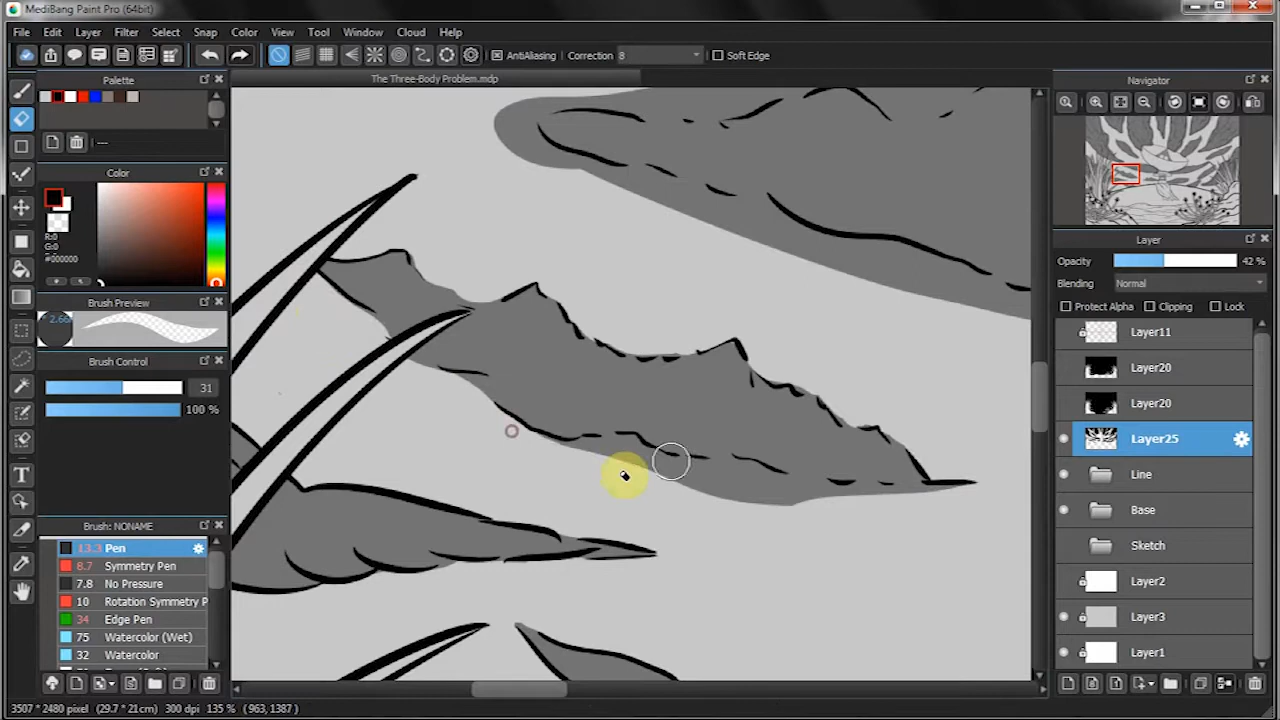 MediBang Paint Pro (64bit)
File Edit Layer Filter Select Snap Color View Tool Window Cloud Help
AntiAliasing Correction 8 Soft Edge
The Three-Body Problem.mdp
Palette
---
Color
R:0
G:0
B:0
#000000
Brush Preview
Brush Control
31
100 %
Brush: NONAME
13.3 Pen
8.7 Symmetry Pen
7.8 No Pressure
10 Rotation Symmetry P
34 Edge Pen
75 Watercolor (Wet)
32 Watercolor
Navigator
Layer
Opacity 42 %
Blending Normal
Protect Alpha Clipping Lock
Layer11
Layer20
Layer20
Layer25
Line
Base
Sketch
Layer2
Layer3
Layer1
3507 * 2480 pixel (29.7 * 21cm) 300 dpi 135 % ( 963, 1387 )